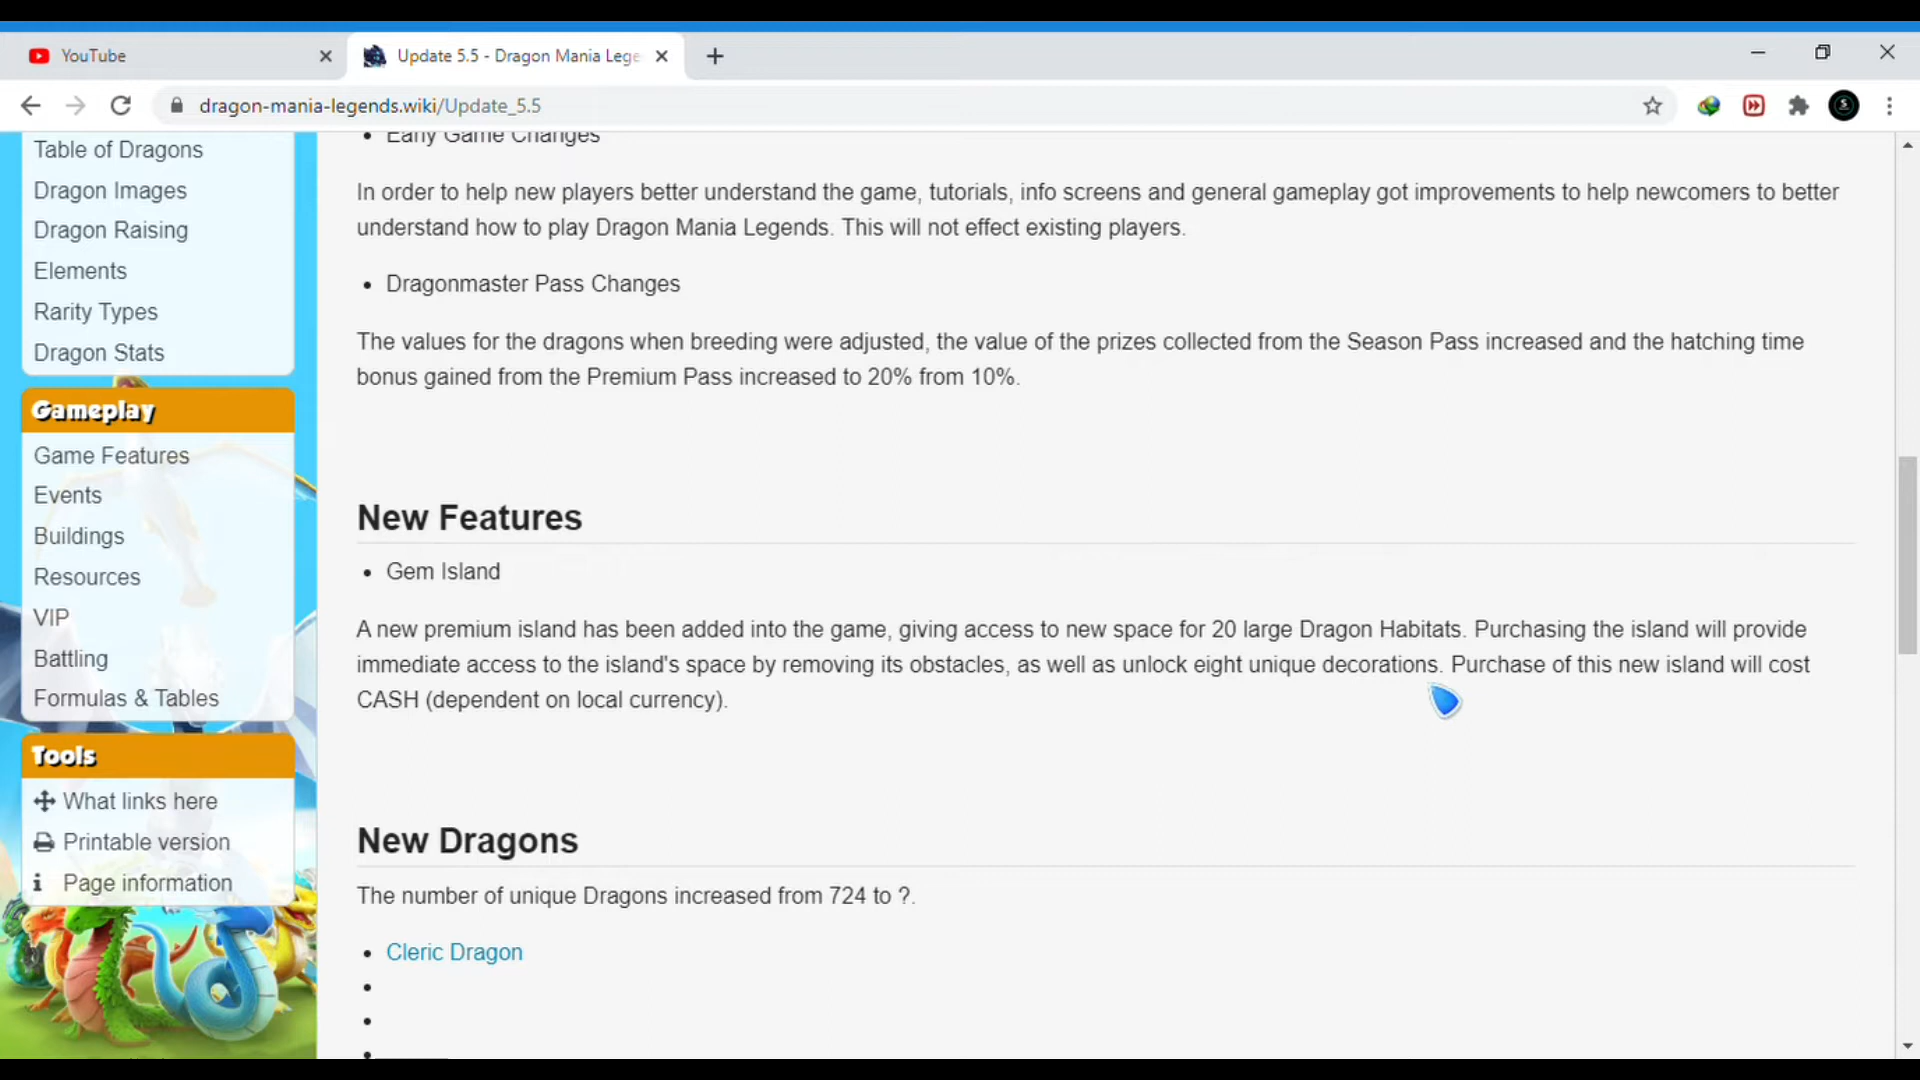 YouTube
Update 5.5 - Dragon Mania Lege
dragon-mania-legends.wiki/Update_5.5
Table of Dragons
Dragon Images
Dragon Raising
Elements
Rarity Types
Dragon Stats
Gameplay
Game Features
Events
Buildings
Resources
VIP
Battling
Formulas & Tables
Tools
What links here
Printable version
Page information
• Early Game Changes
In order to help new players better understand the game, tutorials, info screens and general gameplay got improvements to help newcomers to better
understand how to play Dragon Mania Legends. This will not effect existing players.
• Dragonmaster Pass Changes
The values for the dragons when breeding were adjusted, the value of the prizes collected from the Season Pass increased and the hatching time
bonus gained from the Premium Pass increased to 20% from 10%.
New Features
• Gem Island
A new premium island has been added into the game, giving access to new space for 20 large Dragon Habitats. Purchasing the island will provide
immediate access to the island's space by removing its obstacles, as well as unlock eight unique decorations. Purchase of this new island will cost
CASH (dependent on local currency).
New Dragons
The number of unique Dragons increased from 724 to ?.
• Cleric Dragon